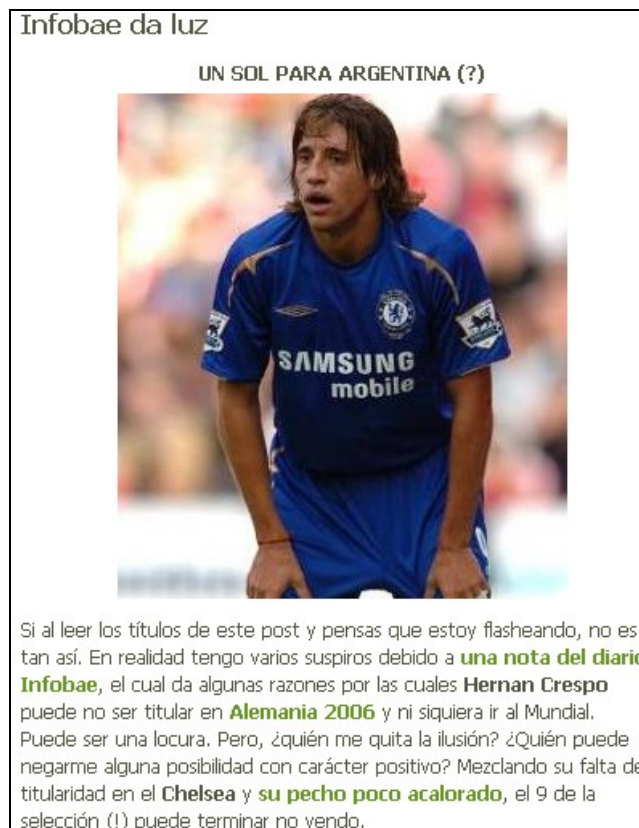 Infobae da luz
UN SOL PARA ARGENTINA (?)
SAMSUNG
mobile
Si al leer los títulos de este post y pensas que estoy flasheando, no es
tan así. En realidad tengo varios suspiros debido a una nota del diario
Infobae, el cual da algunas razones por las cuales Hernan Crespo
puede no ser titular en Alemania 2006 y ni siquiera ir al Mundial.
Puede ser una locura. Pero, ¿quién me quita la ilusión? ¿Quién puede
negarme alguna posibilidad con carácter positivo? Mezclando su falta de
titularidad en el Chelsea y su pecho poco acalorado, el 9 de la
selección (!) puede terminar no yendo.